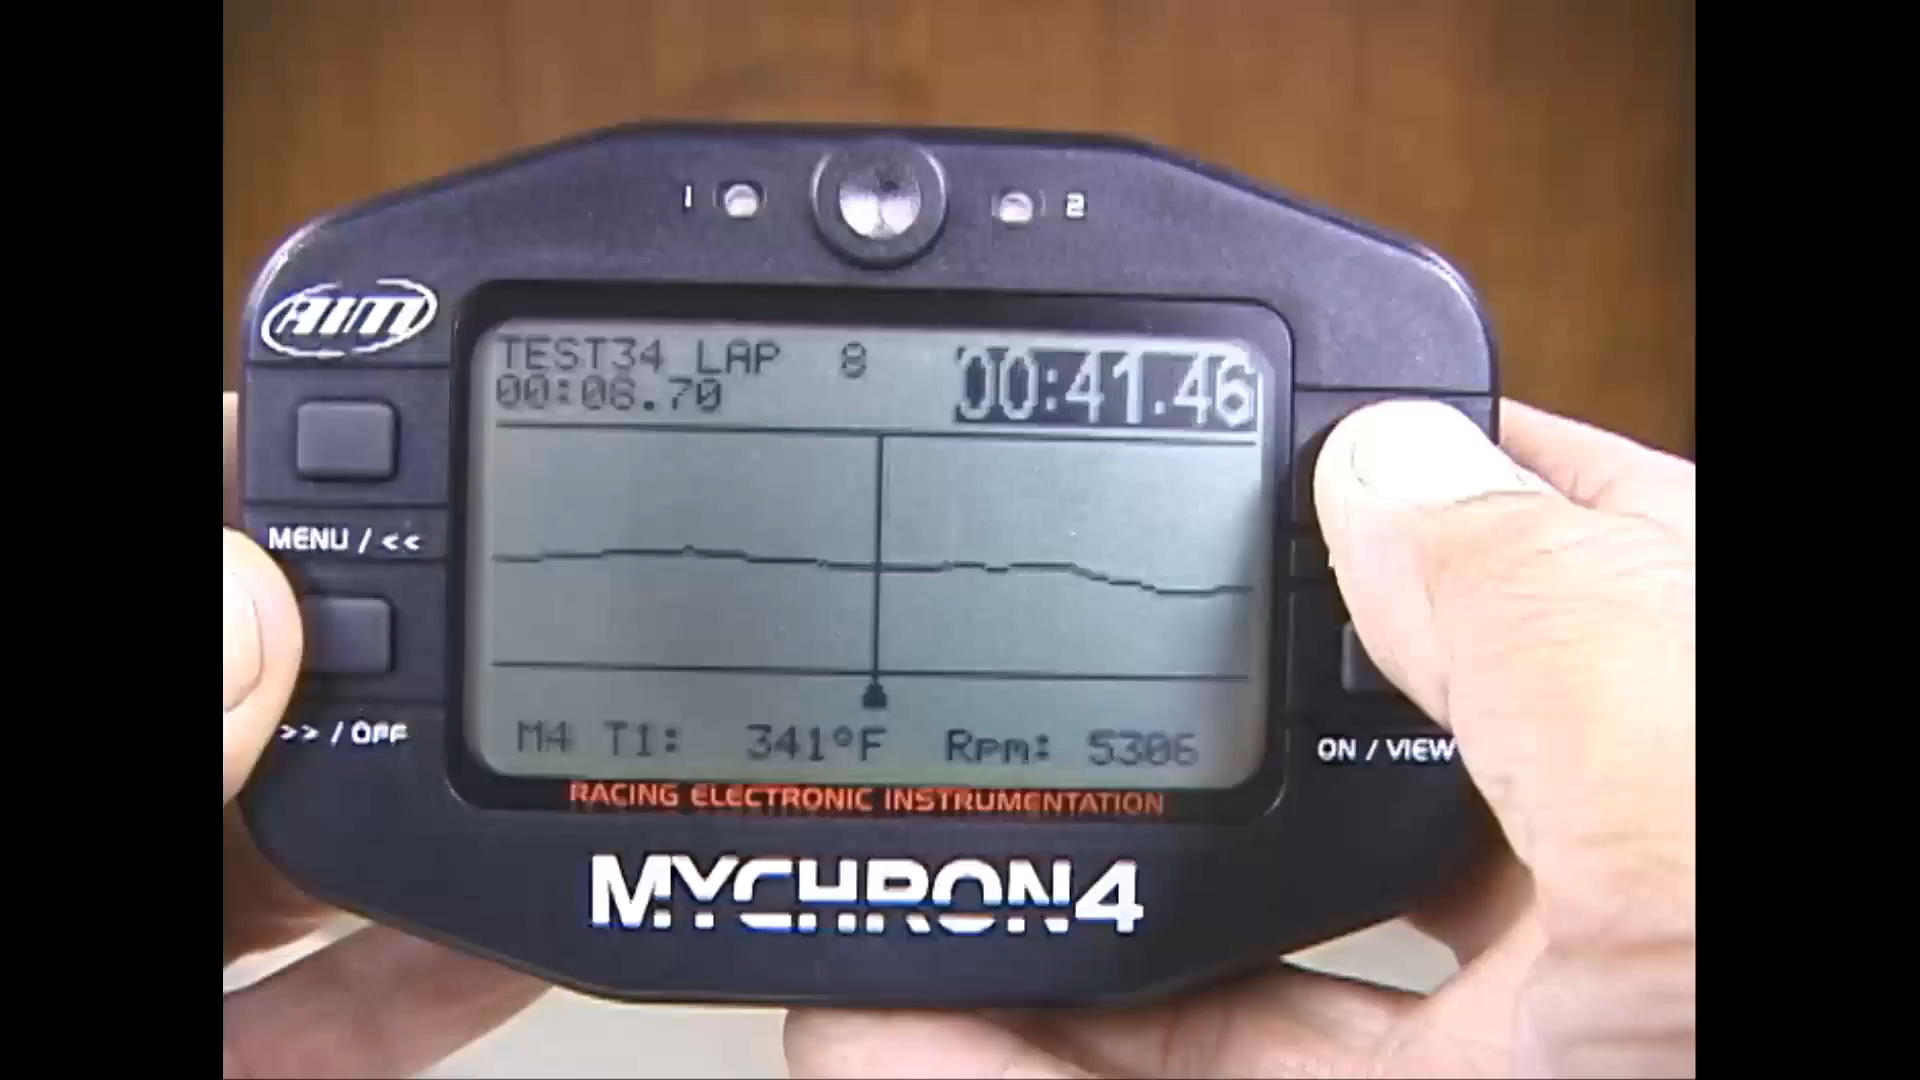 1
2
AIM
TEST34 LAP 8
00:41.46
00:08.70
MENU / <<
>> / OFF
ON / VIEW
M4 T1: 341°F Rpm: 5306
RACING ELECTRONIC INSTRUMENTATION
MYCHRON4